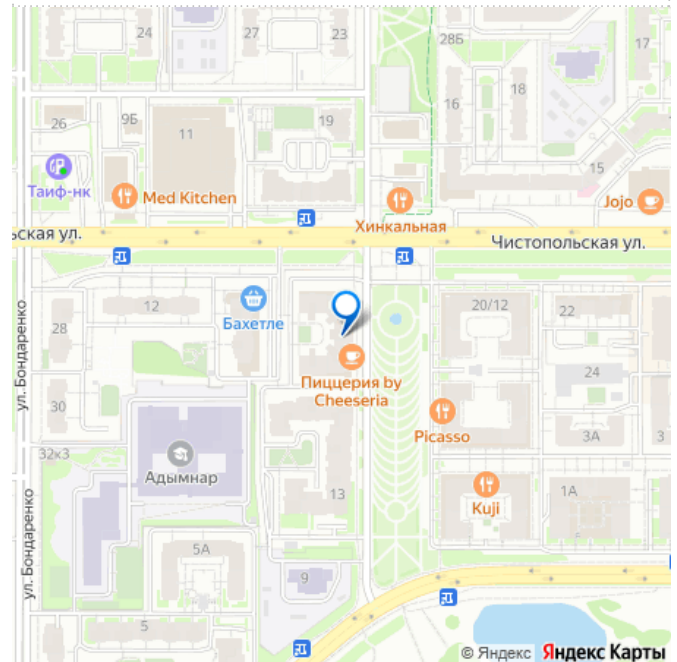 24
27
23
28Б
17
16
18
26
9Б
11
19
15
Таиф-нк
Med Kitchen
Хинкальная
Jojo
ьская ул.
Чистопольская ул.
ул. Бондаренко
28
12
Бахетле
20/12
22
Пиццерия by
Cheeseria
24
30
Picasso
3А
3
32к3
Адымнар
13
Kuji
1А
ул. Бондаренко
5А
9
5
© Яндекс Яндекс Карты